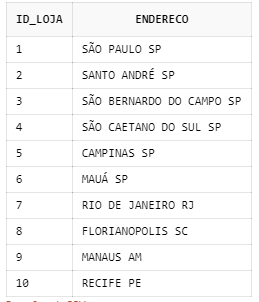 ID_LOJA ENDERECO
1 SÃO PAULO SP
2 SANTO ANDRÉ SP
3 SÃO BERNARDO DO CAMPO SP
4 SÃO CAETANO DO SUL SP
5 CAMPINAS SP
6 MAUÁ SP
7 RIO DE JANEIRO RJ
8 FLORIANOPOLIS SC
9 MANAUS AM
10 RECIFE PE